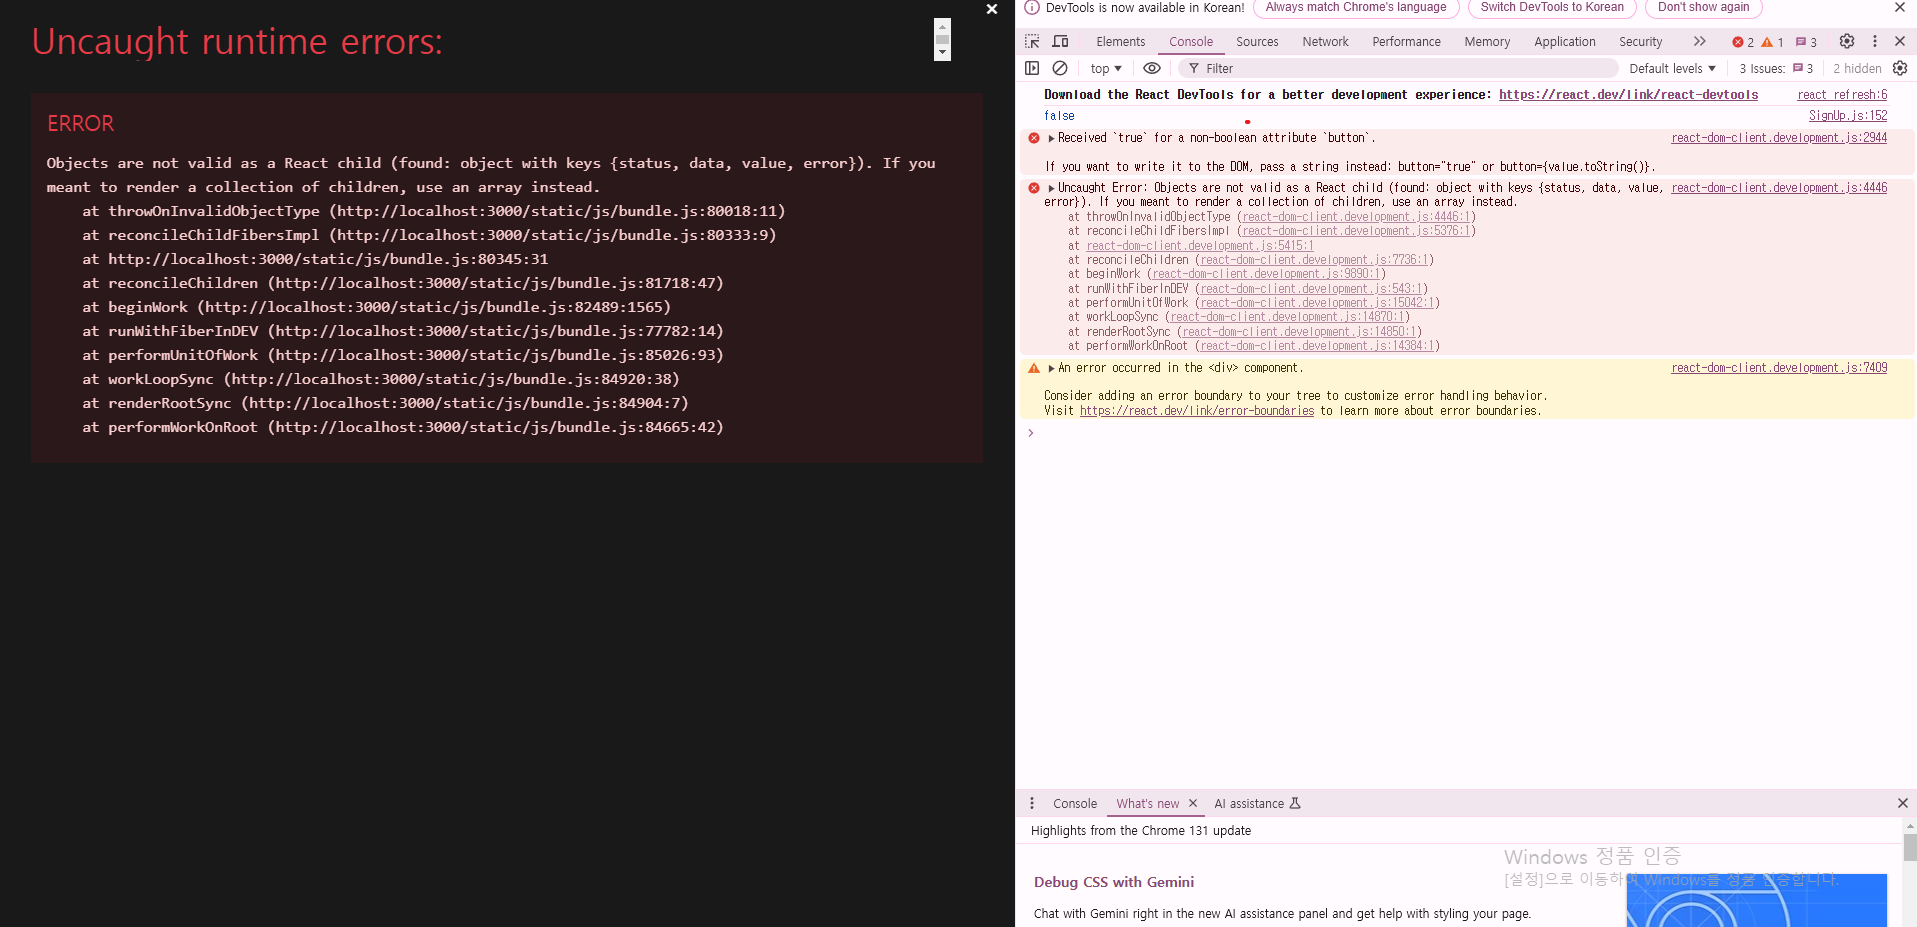 Uncaught runtime errors:
ERROR
Objects are not valid as a React child (found: object with keys {status, data, value, error}). If you
meant to render a collection of children, use an array instead.
at throwOnInvalidObjectType (http://localhost:3000/static/js/bundle.js:80018:11)
at reconcileChildFibersImpl (http://localhost:3000/static/js/bundle.js:80333:9)
at http://localhost:3000/static/js/bundle.js:80345:31
at reconcileChildren (http://localhost:3000/static/js/bundle.js:81718:47)
at beginWork (http://localhost:3000/static/js/bundle.js:82489:1565)
at runWithFiberInDEV (http://localhost:3000/static/js/bundle.js:77782:14)
at performUnitOfWork (http://localhost:3000/static/js/bundle.js:85026:93)
at workLoopSync (http://localhost:3000/static/js/bundle.js:84920:38)
at renderRootSync (http://localhost:3000/static/js/bundle.js:84904:7)
at performWorkOnRoot (http://localhost:3000/static/js/bundle.js:84665:42)
DevTools is now available in Korean! Always match Chrome's language Switch DevTools to Korean Don't show again
Elements Console Sources Network Performance Memory Application Security 2 1 3
top Filter Default levels 3 Issues: 3 2 hidden
Download the React DevTools for a better development experience: https://react.dev/link/react-devtools react refresh:6
false SignUp.js:152
Received `true` for a non-boolean attribute `button`. react-dom-client.development.js:2944
If you want to write it to the DOM, pass a string instead: button="true" or button={value.toString()}.
Uncaught Error: Objects are not valid as a React child (found: object with keys {status, data, value, react-dom-client.development.js:4446
error}). If you meant to render a collection of children, use an array instead.
at throwOnInvalidObjectType (react-dom-client.development.js:4446:1)
at reconcileChildFibersImpl (react-dom-client.development.js:5376:1)
at react-dom-client.development.js:5415:1
at reconcileChildren (react-dom-client.development.js:7736:1)
at beginWork (react-dom-client.development.js:9890:1)
at runWithFiberInDEV (react-dom-client.development.js:543:1)
at performUnitOfWork (react-dom-client.development.js:15042:1)
at workLoopSync (react-dom-client.development.js:14870:1)
at renderRootSync (react-dom-client.development.js:14850:1)
at performWorkOnRoot (react-dom-client.development.js:14384:1)
An error occurred in the <div> component. react-dom-client.development.js:7409
Consider adding an error boundary to your tree to customize error handling behavior.
Visit https://react.dev/link/error-boundaries to learn more about error boundaries.
Console What's new AI assistance
Highlights from the Chrome 131 update
Windows 정품 인증
[설정]으로 이동하여 Windows를 정품 인증합니다.
Debug CSS with Gemini
Chat with Gemini right in the new AI assistance panel and get help with styling your page.